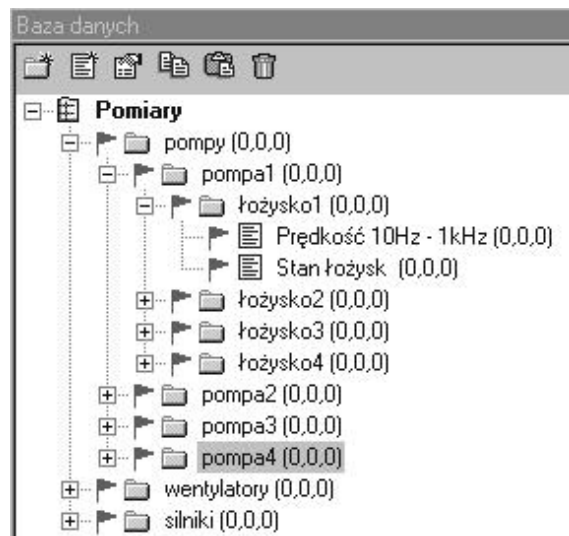 Baza danych
Pomiary
pompy (0,0,0)
pompa1 (0,0,0)
łożysko1 (0,0,0)
Prędkość 10Hz - 1kHz (0,0,0)
Stan łożysk (0,0,0)
łożysko2 (0,0,0)
łożysko3 (0,0,0)
łożysko4 (0,0,0)
pompa2 (0,0,0)
pompa3 (0,0,0)
pompa4 (0,0,0)
wentylatory (0,0,0)
silniki (0,0,0)